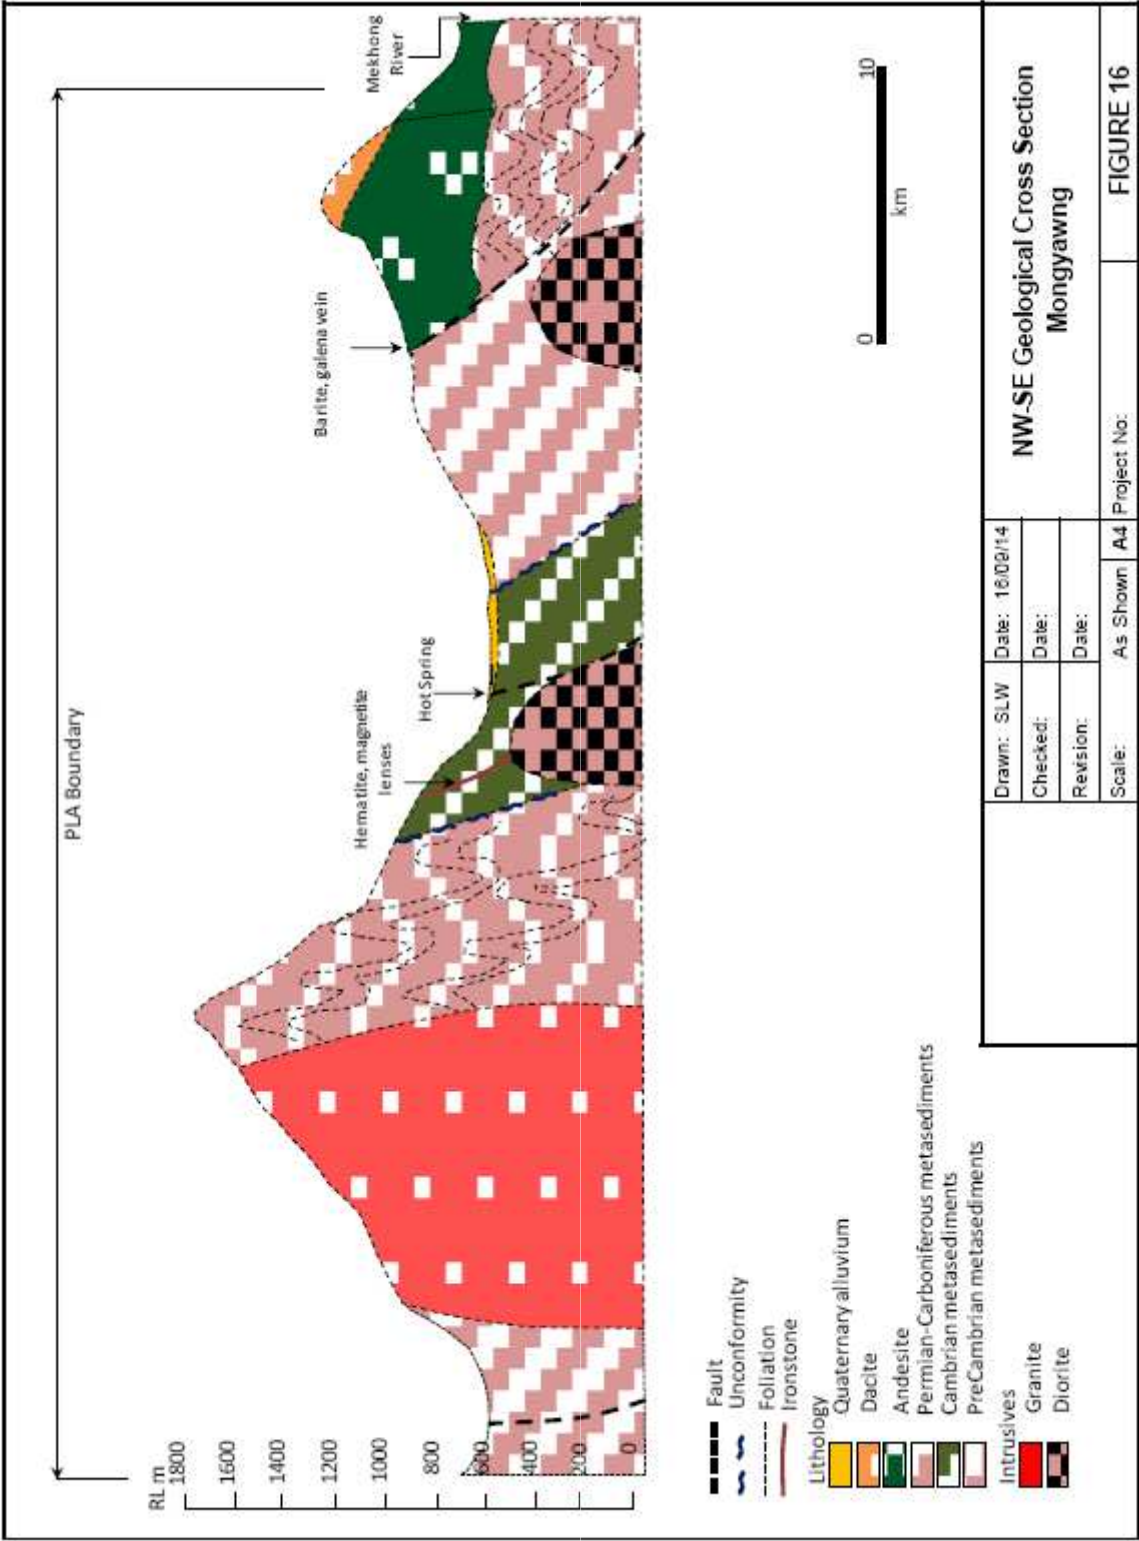 PLA Boundary
RL m
1800
1600
1400
1200
1000
800
600
400
200
0
Hematite, magnetite
lenses
Hot Spring
Barite, galena vein
Mekhong
River
0
10
km
Fault
Unconformity
Foliation
Ironstone
Lithology
Quaternary alluvium
Dacite
Andesite
Permian-Carboniferous metasediments
Cambrian metasediments
PreCambrian metasediments
Intrusives
Granite
Diorite
Drawn: SLW
Date: 16/09/14
Checked:
Date:
Revision:
Date:
Scale:
As Shown
A4
Project No:
NW-SE Geological Cross Section
Mongyawng
FIGURE 16